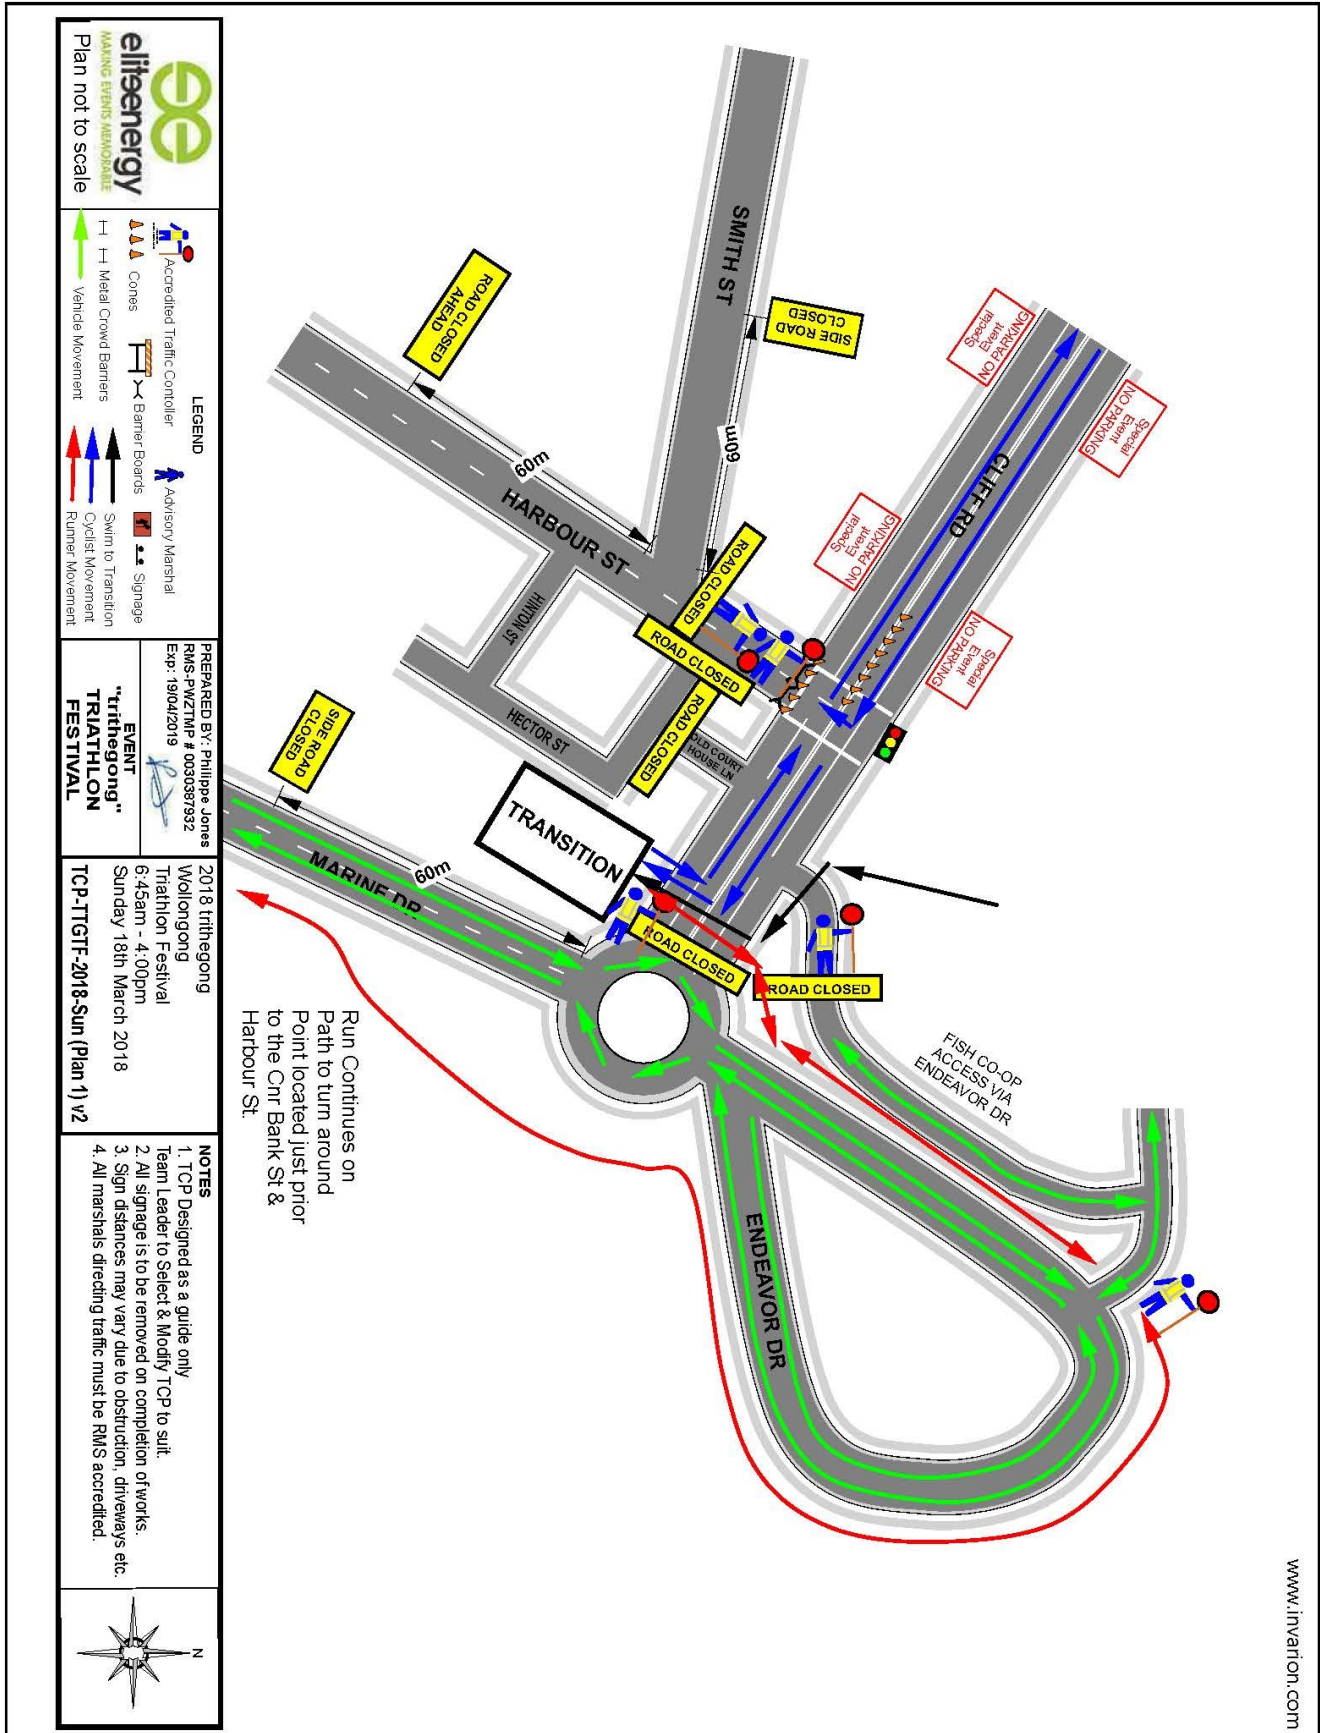 www.invarion.com
SMITH ST
SIDE ROAD
CLOSED
Special
Event
NO PARKING
Special
Event
NO PARKING
ROAD CLOSED
AHEAD
60m
60m
CLIFF RD
HARBOUR ST
Special
Event
NO PARKING
Special
Event
NO PARKING
ROAD CLOSED
ROAD CLOSED
HINTON ST
HECTOR ST
ROAD CLOSED
OLD COURT
HOUSE LN
SIDE ROAD
CLOSED
TRANSITION
MARINE DR
60m
ROAD CLOSED
ROAD CLOSED
FISH CO-OP
ACCESS VIA
ENDEAVOR DR
ENDEAVOR DR
Run Continues on
Path to turn around
Point located just prior
to the Cnr Bank St &
Harbour St.
ee
eliteenergy
MAKING EVENTS MEMORABLE
Plan not to scale
LEGEND
Accredited Traffic Contoller
Advisory Marshal
Cones
Barrier Boards
Signage
Metal Crowd Barriers
Swim to Transition
Cyclist Movement
Vehicle Movement
Runner Movement
PREPARED BY: Philippe Jones
RMS-PWZTMP # 0030387932
Exp: 19/04/2019
EVENT
"trithegong"
TRIATHLON
FESTIVAL
2018 trithegong
Wollongong
Triathlon Festival
6:45am - 4:00pm
Sunday 18th March 2018
TCP-TTGTF-2018-Sun (Plan 1) v2
NOTES
1. TCP Designed as a guide only
Team Leader to Select & Modify TCP to suit.
2. All signage is to be removed on completion of works.
3. Sign distances may vary due to obstruction, driveways etc.
4. All marshals directing traffic must be RMS accredited.
N